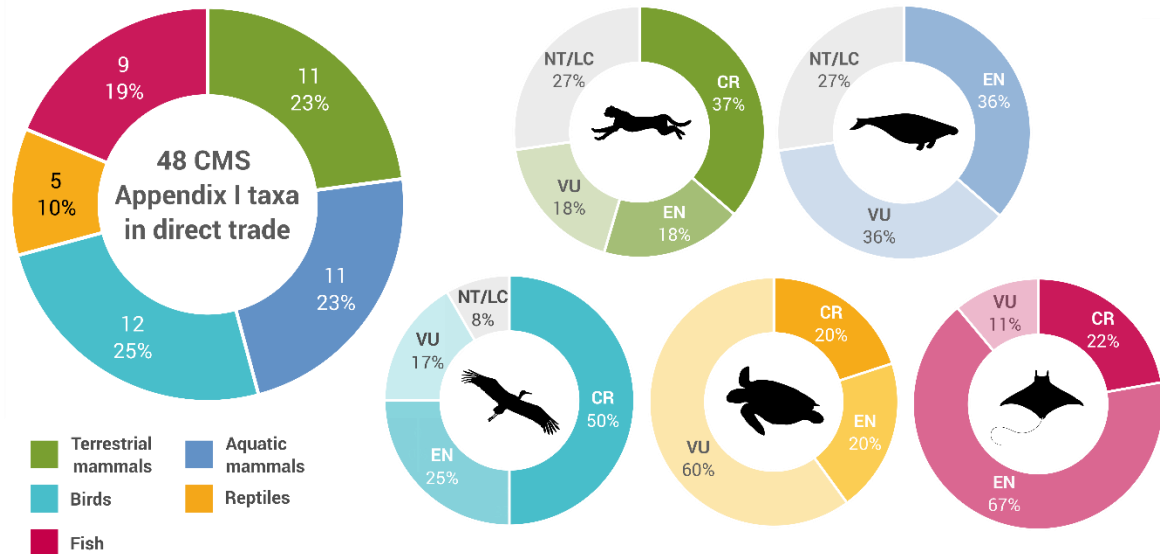 9
19%
11
23%
5
10%
48 CMS
Appendix I taxa
in direct trade
11
23%
12
25%
Terrestrial
mammals
Aquatic
mammals
Birds
Reptiles
Fish
NT/LC
27%
CR
37%
VU
18%
EN
18%
NT/LC
27%
EN
36%
VU
36%
NT/LC
8%
VU
17%
CR
50%
EN
25%
CR
20%
VU
60%
EN
20%
VU
11%
CR
22%
EN
67%